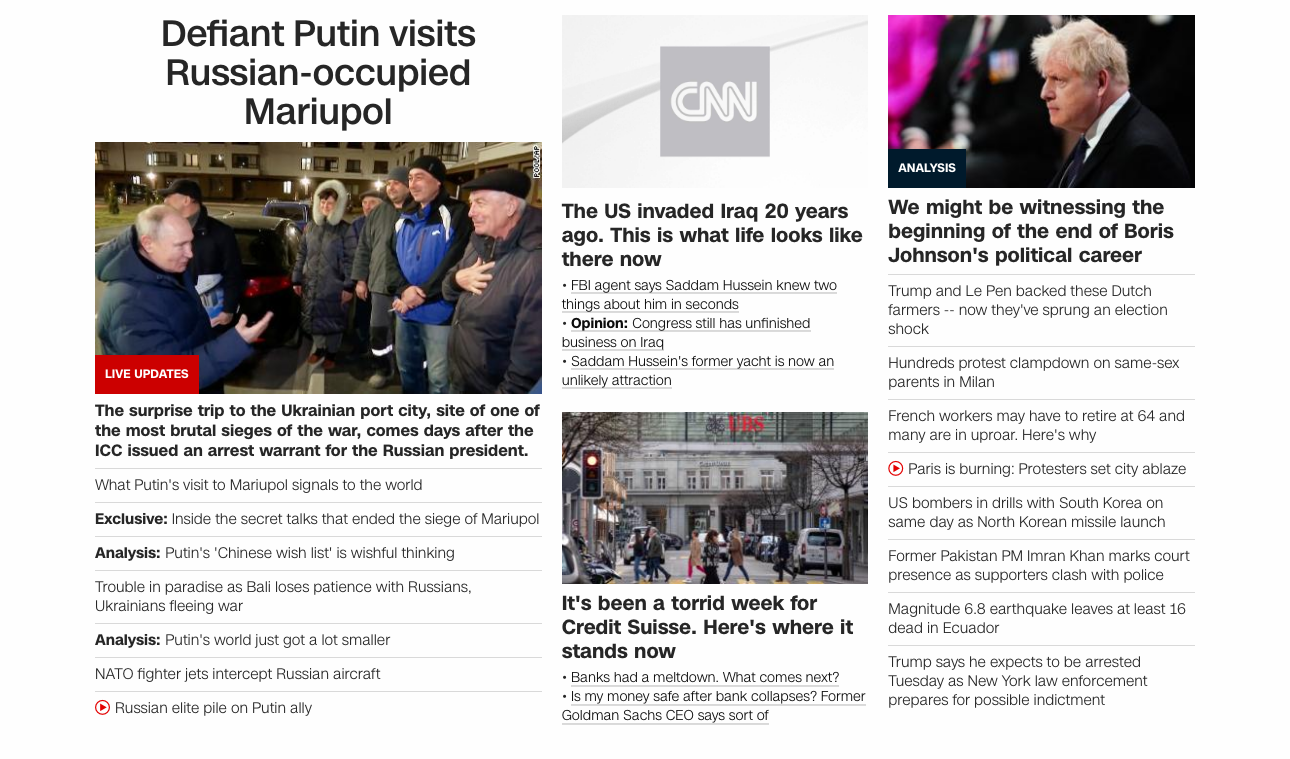 Defiant Putin visits
Russian-occupied
Mariupol
POOL/AP
LIVE UPDATES
The surprise trip to the Ukrainian port city, site of one of
the most brutal sieges of the war, comes days after the
ICC issued an arrest warrant for the Russian president.
What Putin's visit to Mariupol signals to the world
Exclusive: Inside the secret talks that ended the siege of Mariupol
Analysis: Putin's 'Chinese wish list' is wishful thinking
Trouble in paradise as Bali loses patience with Russians,
Ukrainians fleeing war
Analysis: Putin's world just got a lot smaller
NATO fighter jets intercept Russian aircraft
Russian elite pile on Putin ally
CNN
The US invaded Iraq 20 years
ago. This is what life looks like
there now
• FBI agent says Saddam Hussein knew two
things about him in seconds
• Opinion: Congress still has unfinished
business on Iraq
• Saddam Hussein's former yacht is now an
unlikely attraction
UBS
It's been a torrid week for
Credit Suisse. Here's where it
stands now
• Banks had a meltdown. What comes next?
• Is my money safe after bank collapses? Former
Goldman Sachs CEO says sort of
ANALYSIS
We might be witnessing the
beginning of the end of Boris
Johnson's political career
Trump and Le Pen backed these Dutch
farmers -- now they've sprung an election
shock
Hundreds protest clampdown on same-sex
parents in Milan
French workers may have to retire at 64 and
many are in uproar. Here's why
Paris is burning: Protesters set city ablaze
US bombers in drills with South Korea on
same day as North Korean missile launch
Former Pakistan PM Imran Khan marks court
presence as supporters clash with police
Magnitude 6.8 earthquake leaves at least 16
dead in Ecuador
Trump says he expects to be arrested
Tuesday as New York law enforcement
prepares for possible indictment